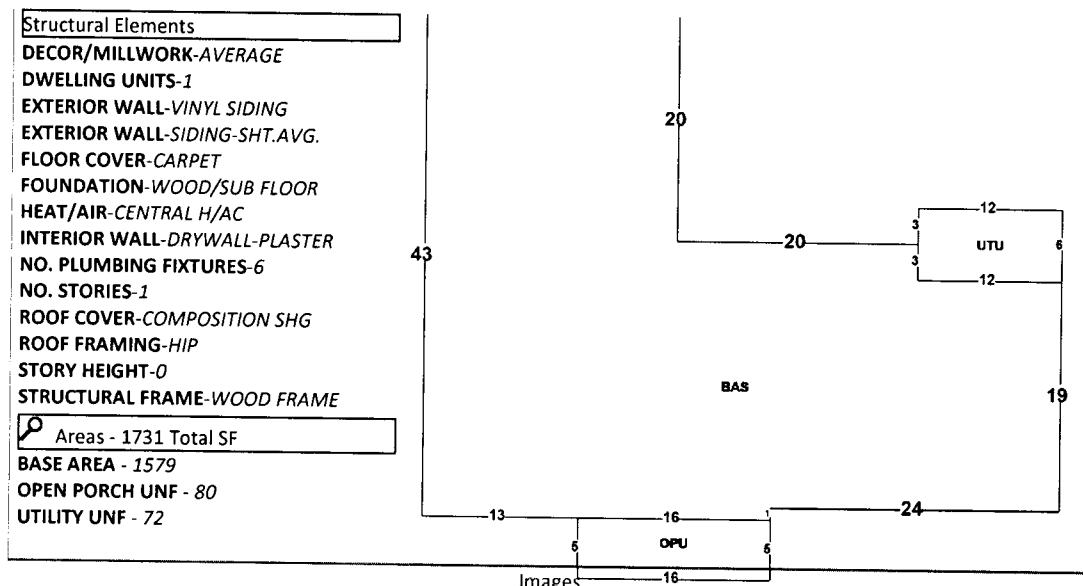 Structural Elements
DECOR/MILLWORK-AVERAGE
DWELLING UNITS-1
EXTERIOR WALL-VINYL SIDING
EXTERIOR WALL-SIDING-SHT.AVG.
FLOOR COVER-CARPET
FOUNDATION-WOOD/SUB FLOOR
HEAT/AIR-CENTRAL H/AC
INTERIOR WALL-DRYWALL-PLASTER
NO. PLUMBING FIXTURES-6
NO. STORIES-1
ROOF COVER-COMPOSITION SHG
ROOF FRAMING-HIP
STORY HEIGHT-0
STRUCTURAL FRAME-WOOD FRAME
Areas - 1731 Total SF
BASE AREA - 1579
OPEN PORCH UNF - 80
UTILITY UNF - 72
20
12
3
UTU
6
20
3
12
43
BAS
19
13
16
1
24
5
OPU
5
16
Images